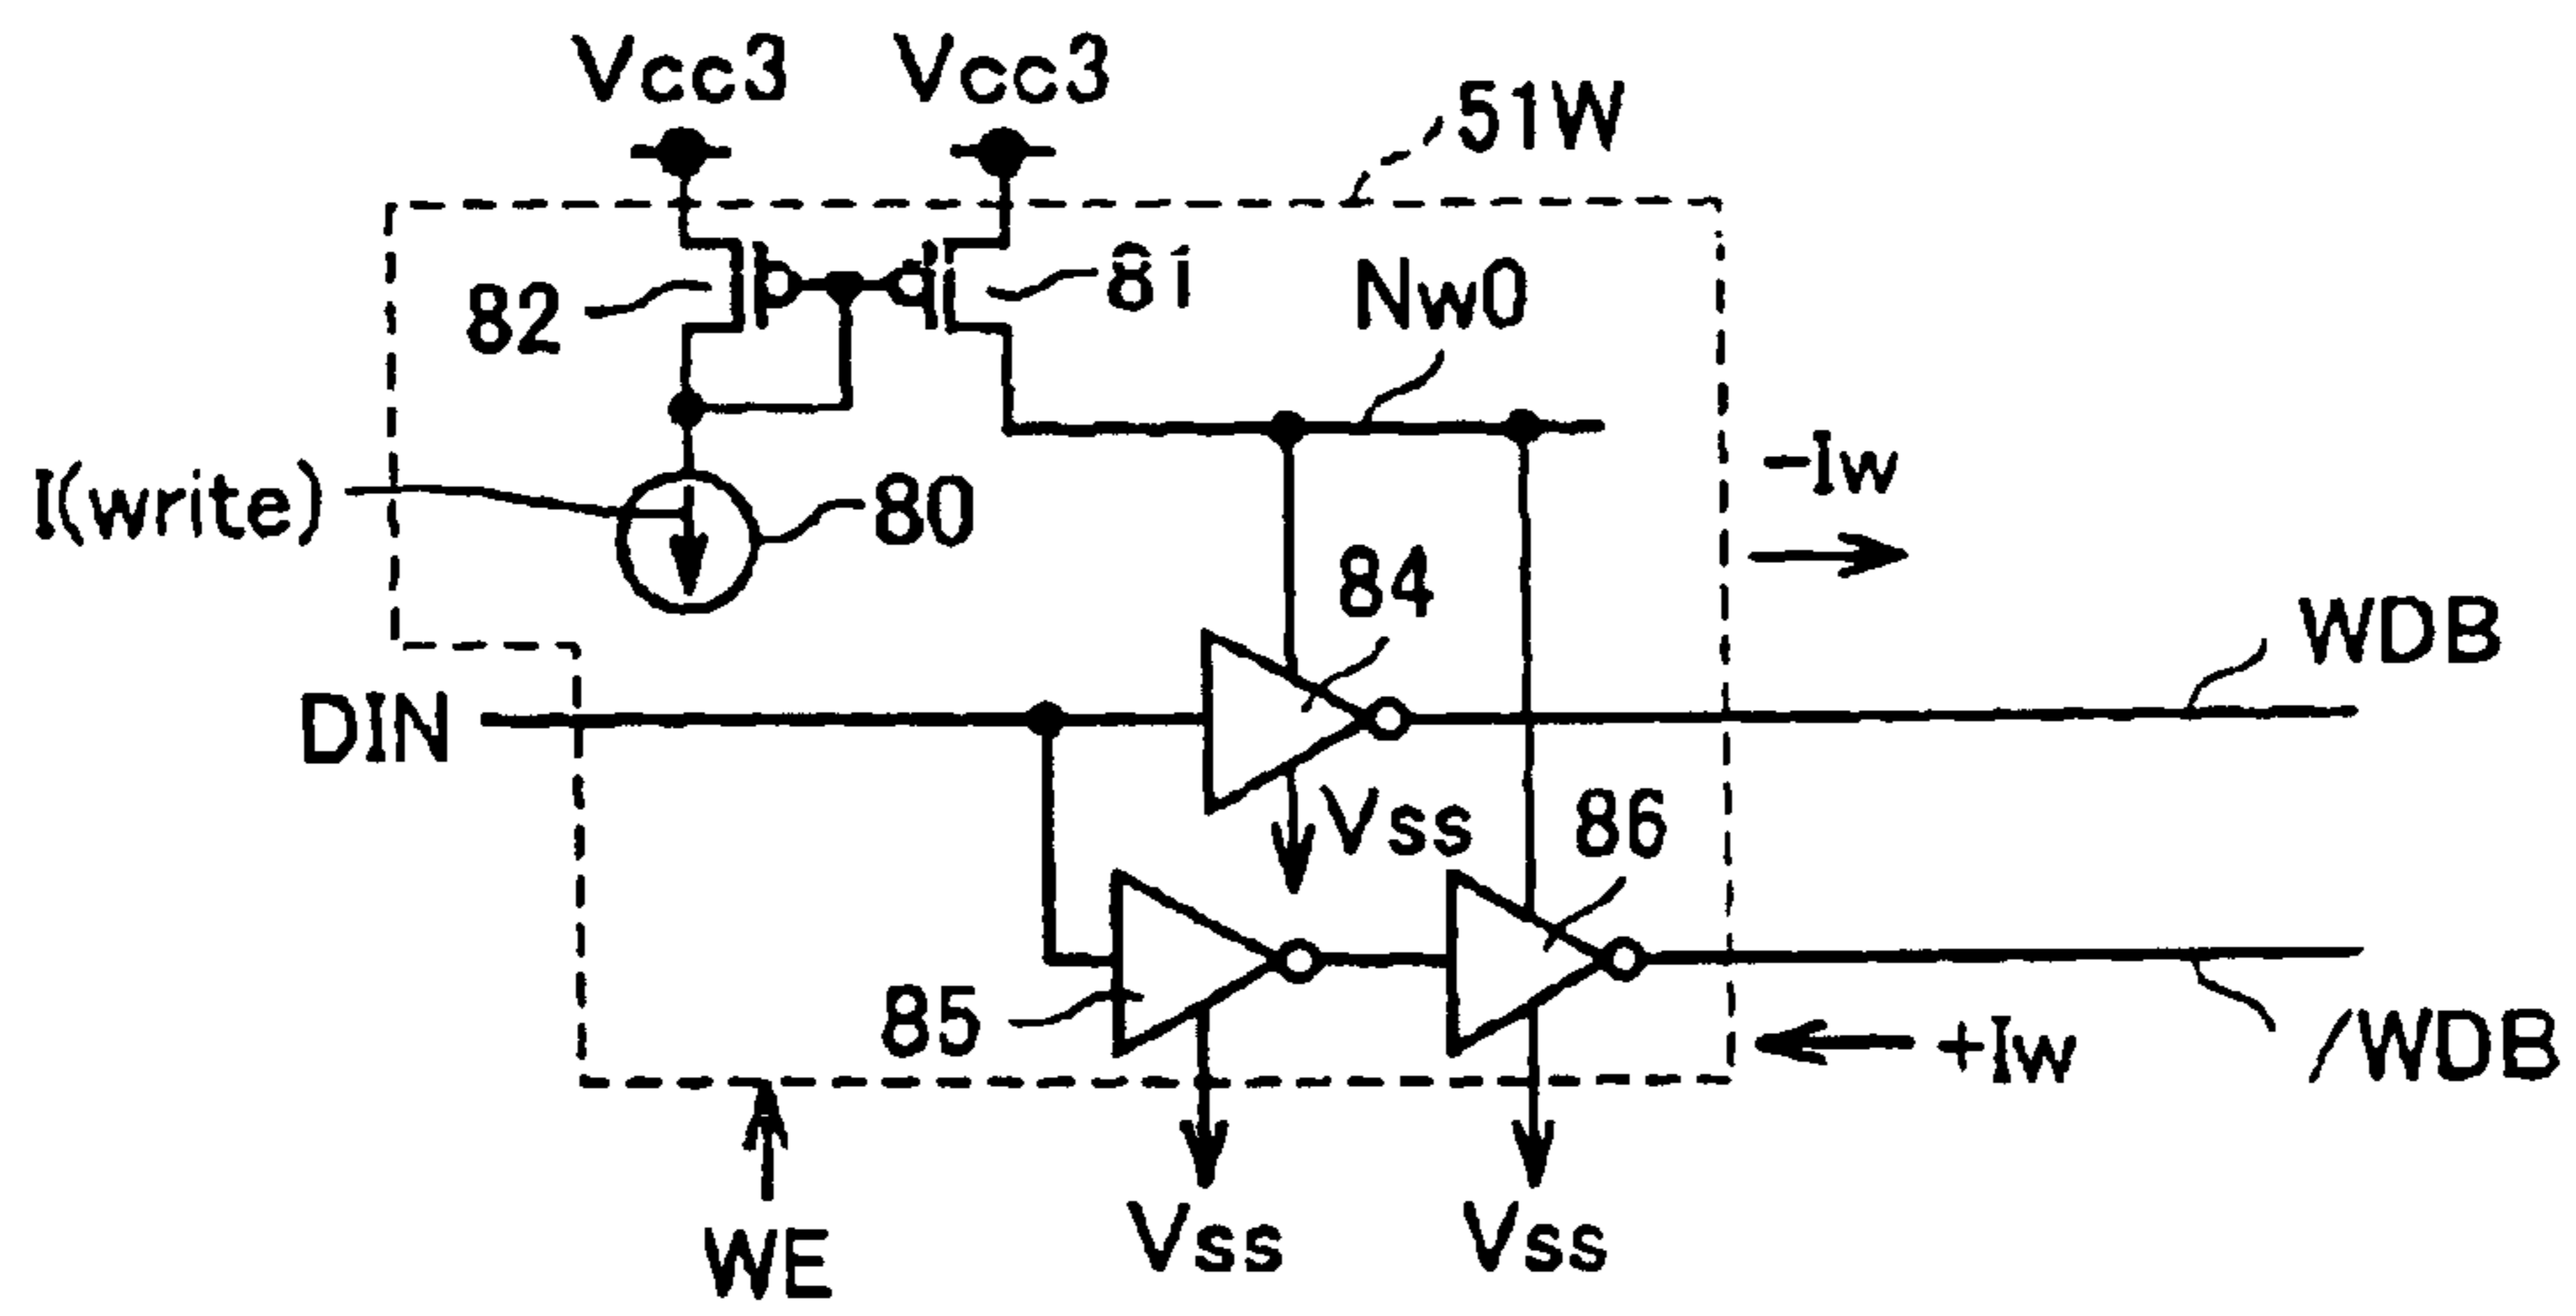 Vcc3 Vcc3
51W
82
81
Nw0
I(write)
80
-Iw
84
WDB
DIN
Vss
86
85
+Iw
/WDB
WE
Vss
Vss